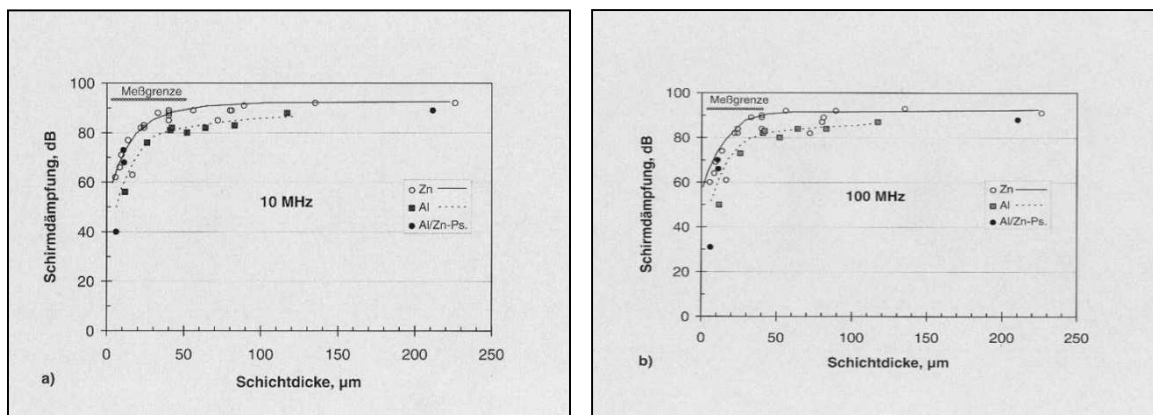 100
Meßgrenze
80
60
40
20
0
Schirmdämpfung, dB
Zn
Al
Al/Zn-Ps.
10 MHz
0 50 100 150 200 250
a)
Schichtdicke, µm
100
Meßgrenze
80
60
40
20
0
Schirmdämpfung, dB
Zn
Al
Al/Zn-Ps.
100 MHz
0 50 100 150 200 250
b)
Schichtdicke, µm